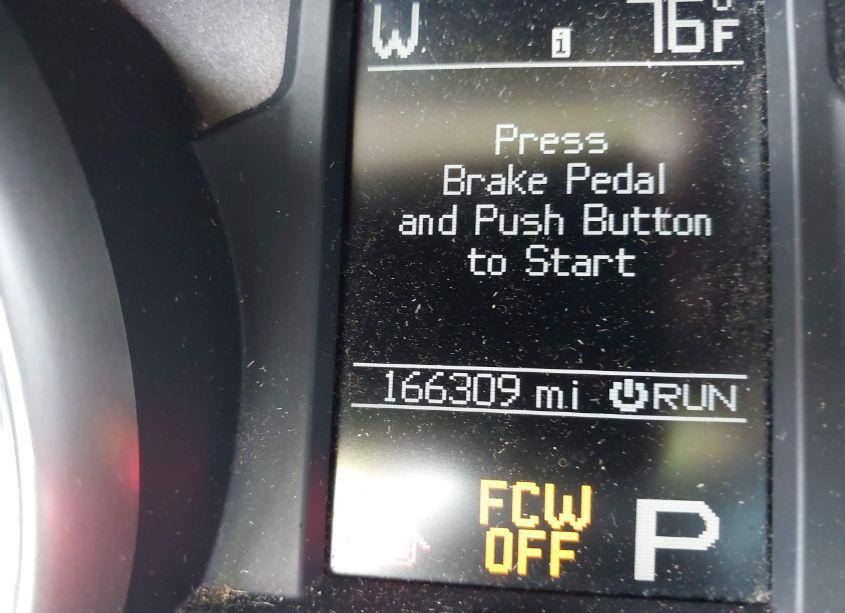 W i 76°F
Press
Brake Pedal
and Push Button
to Start
166309 mi RUN
FCW
OFF P